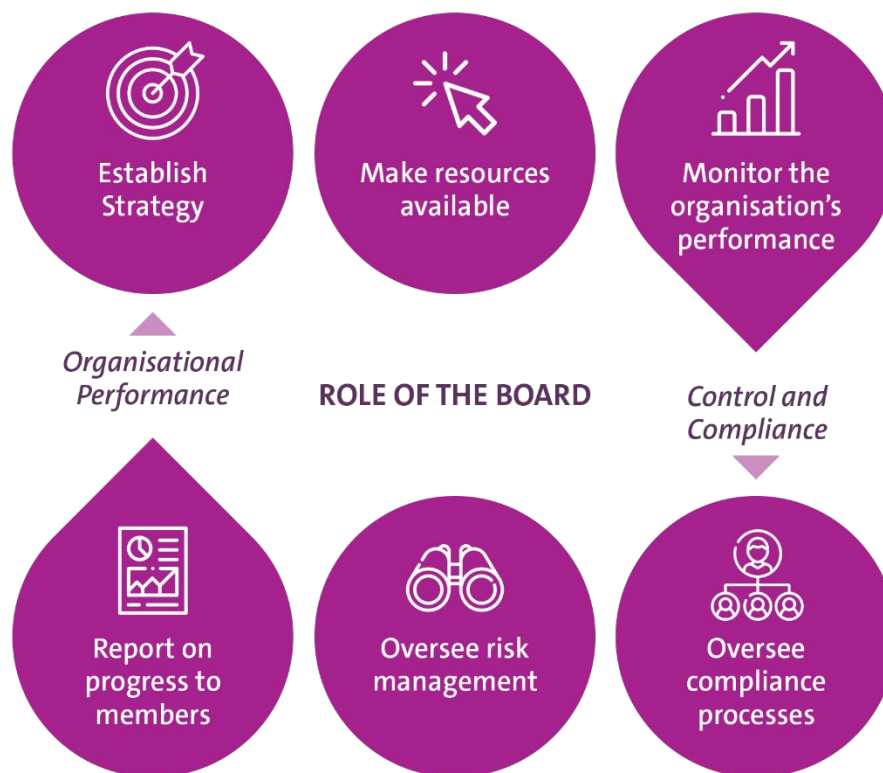 Establish
Strategy
Make resources
available
Monitor the
organisation's
performance
Organisational
Performance
ROLE OF THE BOARD
Control and
Compliance
Report on
progress to
members
Oversee risk
management
Oversee
compliance
processes